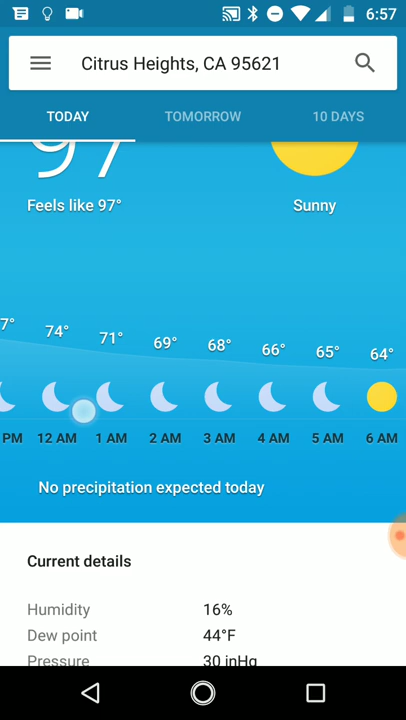 6:57
Citrus Heights, CA 95621
TODAY TOMORROW 10 DAYS
97
Feels like 97° Sunny
7° 74° 71° 69° 68° 66° 65° 64°
PM 12 AM 1 AM 2 AM 3 AM 4 AM 5 AM 6 AM
No precipitation expected today
Current details
Humidity 16%
Dew point 44°F
Pressure 30 inHg